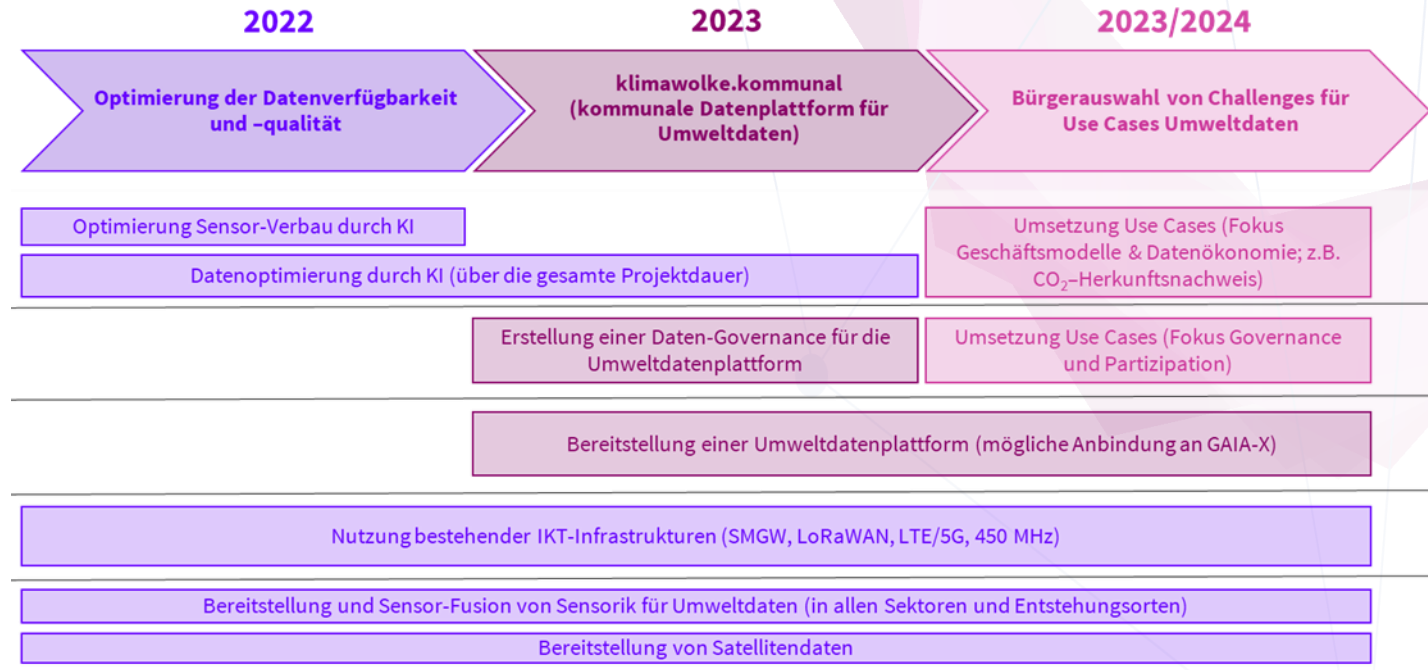 2022
2023
2023/2024
Optimierung der Datenverfügbarkeit
und –qualität
klimawolke.kommunal
(kommunale Datenplattform für
Umweltdaten)
Bürgerauswahl von Challenges für
Use Cases Umweltdaten
Optimierung Sensor-Verbau durch KI
Datenoptimierung durch KI (über die gesamte Projektdauer)
Umsetzung Use Cases (Fokus
Geschäftsmodelle & Datenökonomie; z.B.
CO₂–Herkunftsnachweis)
Erstellung einer Daten-Governance für die
Umweltdatenplattform
Umsetzung Use Cases (Fokus Governance
und Partizipation)
Bereitstellung einer Umweltdatenplattform (mögliche Anbindung an GAIA-X)
Nutzung bestehender IKT-Infrastrukturen (SMGW, LoRaWAN, LTE/5G, 450 MHz)
Bereitstellung und Sensor-Fusion von Sensorik für Umweltdaten (in allen Sektoren und Entstehungsorten)
Bereitstellung von Satellitendaten